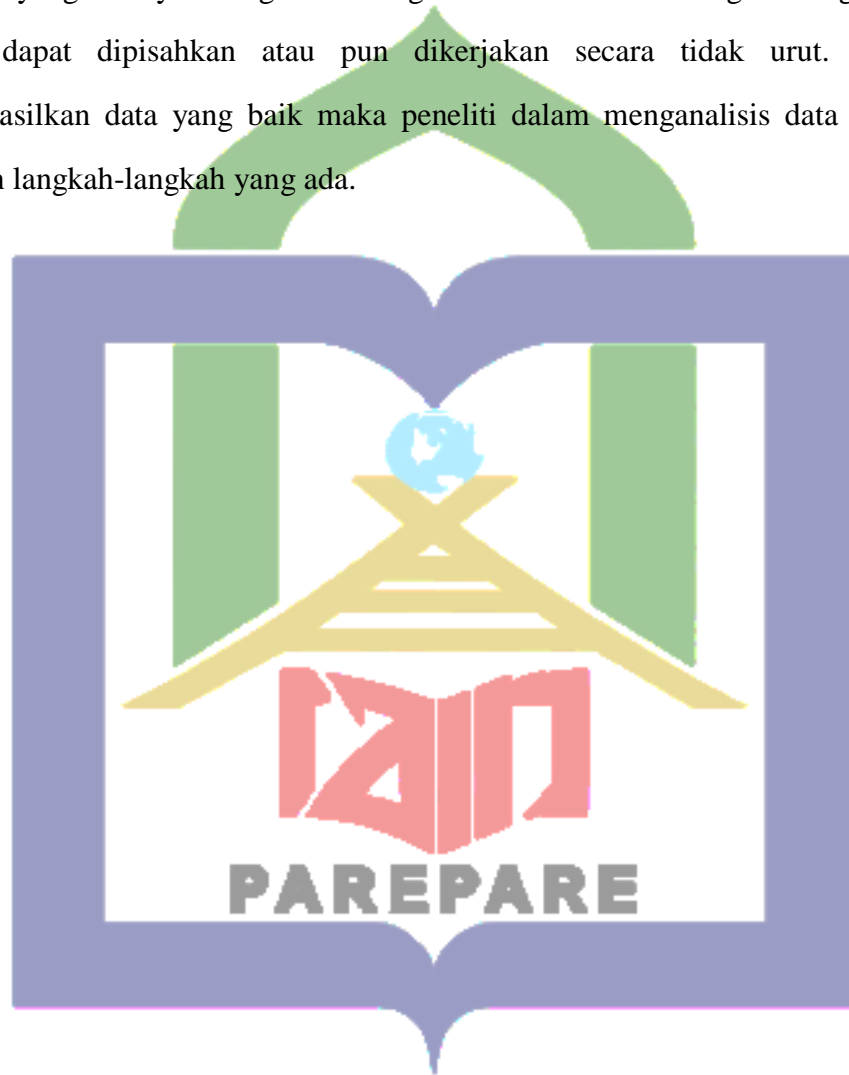 dapat dipisahkan atau pun dikerjakan secara tidak urut.
asilkan data yang baik maka peneliti dalam menganalisis data
langkah-langkah yang ada.
iain
PAREPARE